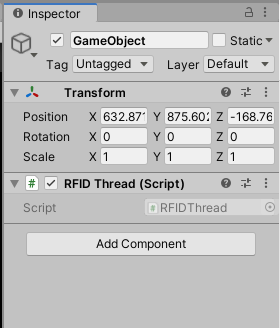 Inspector
GameObject Static
Tag Untagged Layer Default
Transform
Position X 632.871 Y 875.602 Z -168.76
Rotation X 0 Y 0 Z 0
Scale X 1 Y 1 Z 1
# RFID Thread (Script)
Script RFIDThread
Add Component